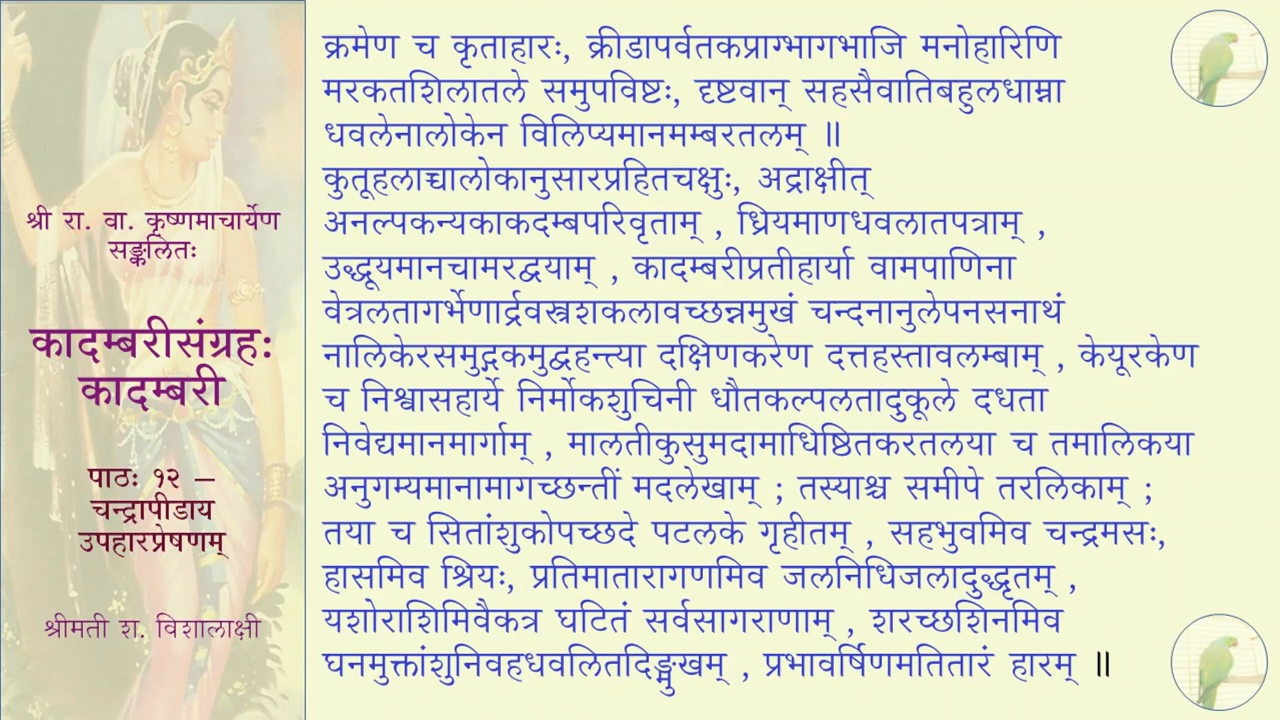 श्री रा. वा. कृष्णमाचार्येण
सङ्कलितः
कादम्बरीसंग्रहः
कादम्बरी
पाठः १२ –
चन्द्रापीडाय
उपहारप्रेषणम्
श्रीमती श. विशालाक्षी
क्रमेण च कृताहारः, क्रीडापर्वतकप्राग्भागभाजि मनोहारिणि
मरकतशिलातले समुपविष्टः, दृष्टवान् सहसैवातिबहुलधाम्ना
धवलेनालोकेन विलिप्यमानमम्बरतलम् ॥
कुतूहलाच्चालोकानुसारप्रहितचक्षुः, अद्राक्षीत्
अनल्पकन्यकाकदम्बपरिवृताम् , ध्रियमाणधवलातपत्राम् ,
उद्धूयमानचामरद्वयाम् , कादम्बरीप्रतीहार्या वामपाणिना
वेत्रलतागर्भेणार्द्रवस्त्रशकलावच्छन्नमुखं चन्दनानुलेपनसनाथं
नालिकेरसमुद्गकमुद्वहन्त्या दक्षिणकरेण दत्तहस्तावलम्बाम् , केयूरकेण
च निश्वासहार्ये निर्मोकशुचिनी धौतकल्पलतादुकूले दधता
निवेद्यमानमार्गाम् , मालतीकुसुमदामाधिष्ठितकरतलया च तमालिकया
अनुगम्यमानामागच्छन्तीं मदलेखाम् ; तस्याश्च समीपे तरलिकाम् ;
तया च सितांशुकोपच्छदे पटलके गृहीतम् , सहभुवमिव चन्द्रमसः,
हासमिव श्रियः, प्रतिमातारागणमिव जलनिधिजलादुद्धृतम् ,
यशोराशिमिवैकत्र घटितं सर्वसागराणाम् , शरच्छशिनमिव
घनमुक्तांशुनिवहधवलितदिङ्मुखम् , प्रभावर्षिणमतितारं हारम् ॥